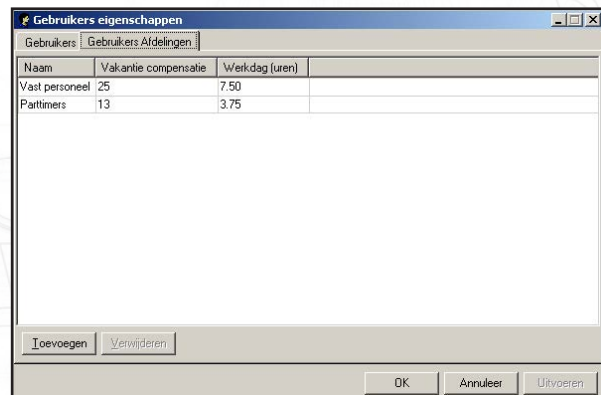 Gebruikers eigenschappen
Gebruikers Gebruikers Afdelingen
Naam Vakantie compensatie Werkdag (uren)
Vast personeel 25 7.50
Parttimers 13 3.75
Toevoegen Verwijderen
OK Annuleer Uitvoeren